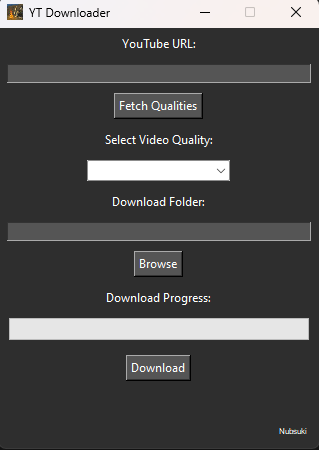 YT Downloader
YouTube URL:
Fetch Qualities
Select Video Quality:
Download Folder:
Browse
Download Progress:
Download
Nubsuki